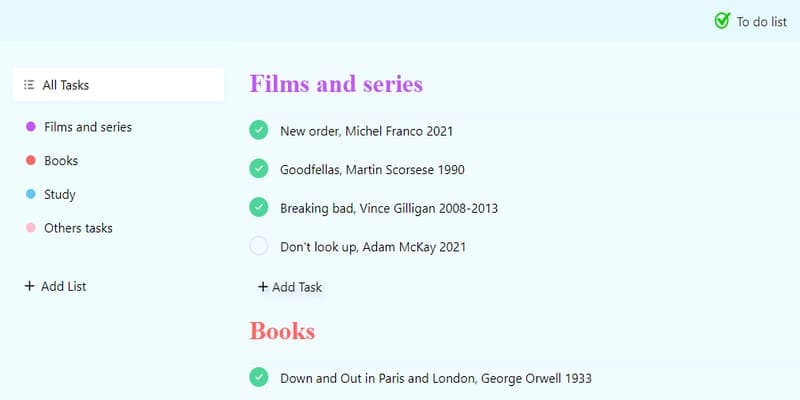 To do list
All Tasks
Films and series
Books
Study
Others tasks
+ Add List
Films and series
New order, Michel Franco 2021
Goodfellas, Martin Scorsese 1990
Breaking bad, Vince Gilligan 2008-2013
Don't look up, Adam McKay 2021
+ Add Task
Books
Down and Out in Paris and London, George Orwell 1933